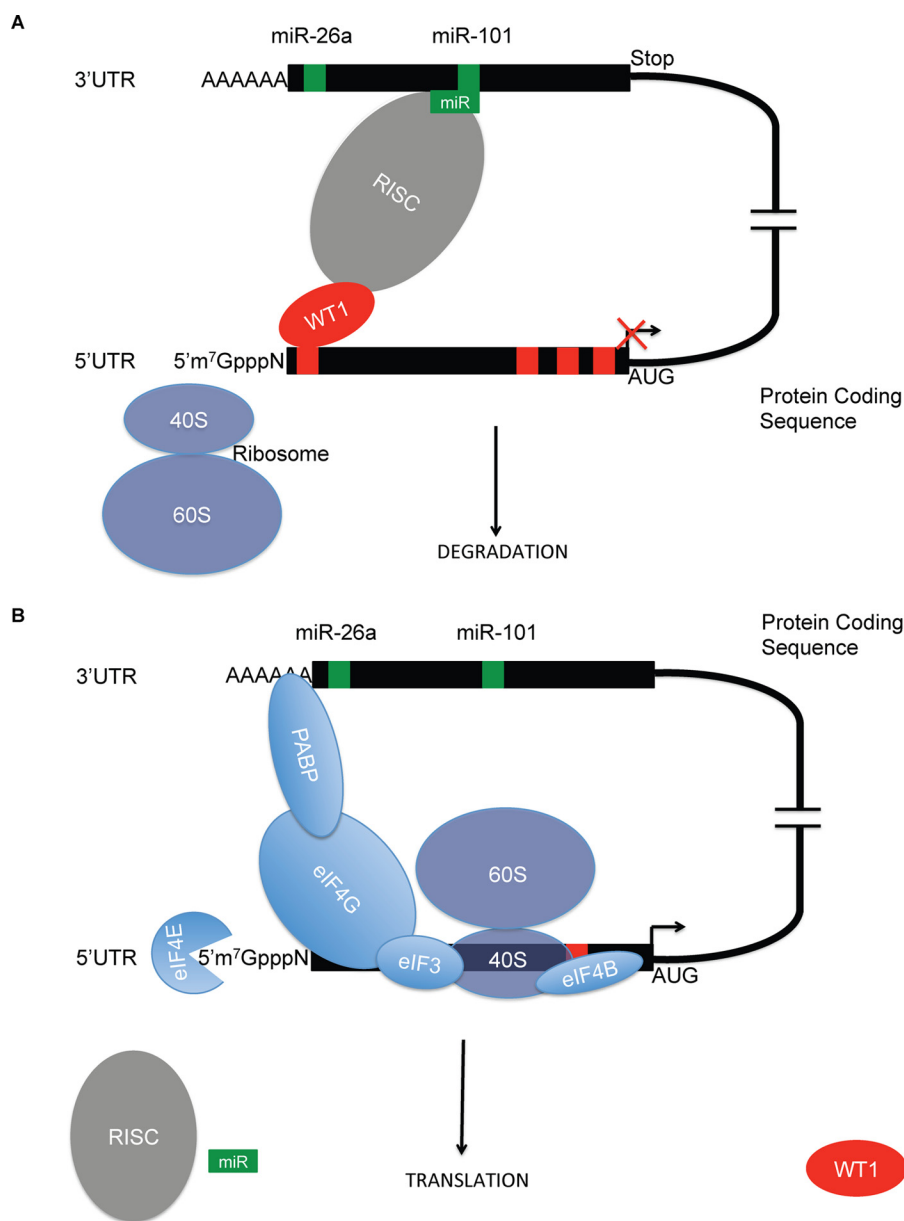 A
miR-26a
miR-101
3’UTR
AAAAAA
Stop
miR
RISC
WT1
5’UTR
5’m⁷GpppN
AUG
Protein Coding
Sequence
40S
Ribosome
60S
DEGRADATION
B
Protein Coding
Sequence
miR-26a
miR-101
3’UTR
AAAAAA
PABP
eIF4G
60S
5’UTR
eIF4E
5’m⁷GpppN
eIF3
40S
eIF4B
AUG
RISC
miR
TRANSLATION
WT1